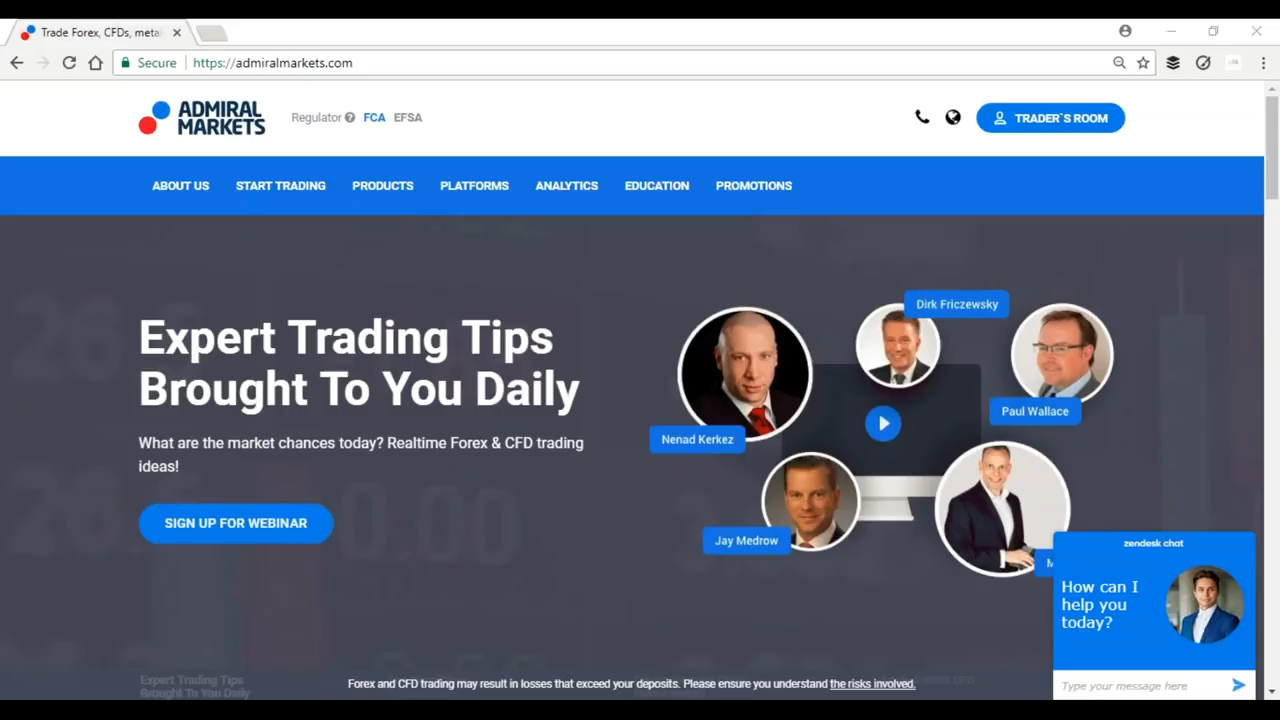 Trade Forex, CFDs, meta
Secure
https://admiralmarkets.com
ADMIRAL
MARKETS
Regulator ? FCA EFSA
TRADER`S ROOM
ABOUT US START TRADING PRODUCTS PLATFORMS ANALYTICS EDUCATION PROMOTIONS
Expert Trading Tips
Brought To You Daily
What are the market chances today? Realtime Forex & CFD trading
ideas!
SIGN UP FOR WEBINAR
Dirk Friczewsky
Paul Wallace
Nenad Kerkez
Jay Medrow
M
zendesk chat
How can I
help you
today?
Type your message here
Expert Trading Tips
Brought To You Daily
Forex and CFD trading may result in losses that exceed your deposits. Please ensure you understand the risks involved.